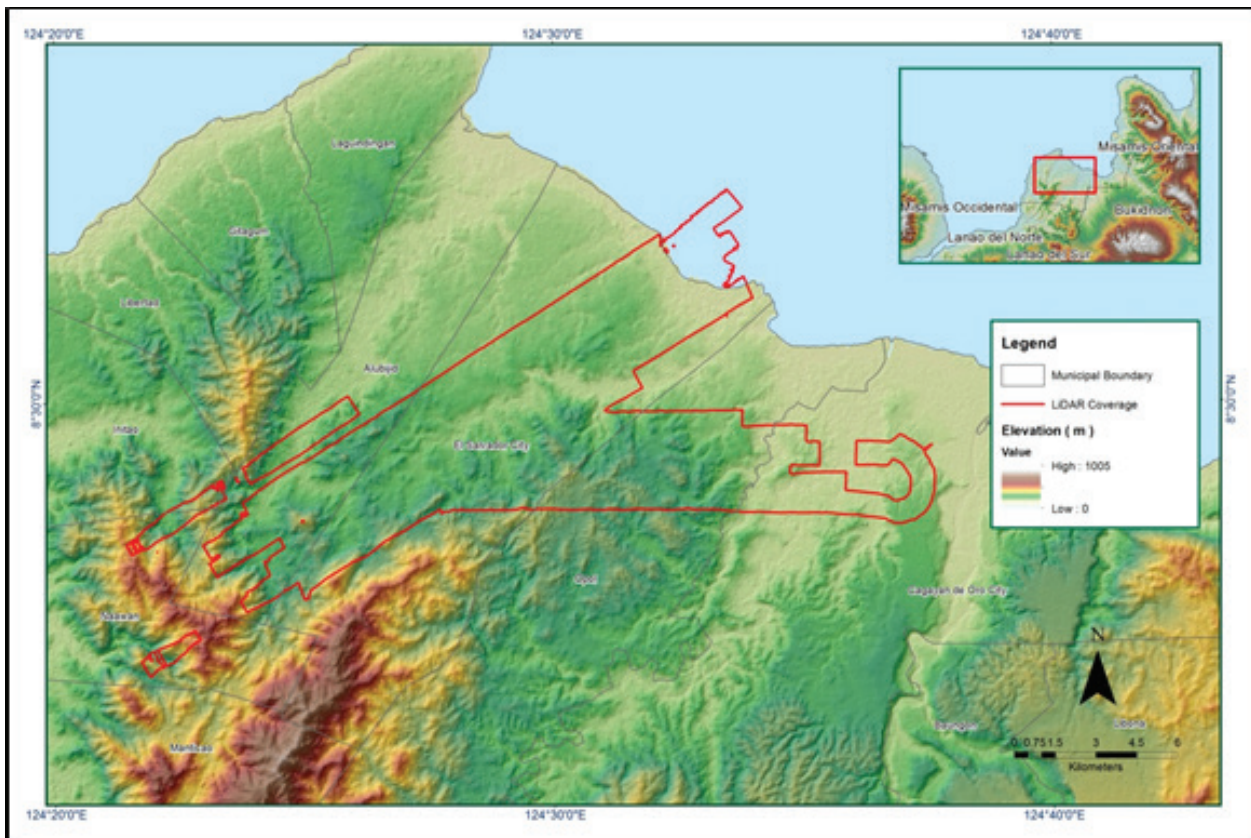 124°20'0"E 124°30'0"E 124°40'0"E
Laguindingan
Misamis Oriental
Misamis Occidental
Bukidnon
Lanao del Norte
Lanao del Sur
Gitagum
Libertad
Alubijid
8°30'0"N 8°30'0"N
Initao
El Salvador City
Legend
Municipal Boundary
LiDAR Coverage
Elevation ( m )
Value
High : 1005
Low : 0
Opol
Cagayan de Oro City
Naawan
N
Manticao
Libona
0 0.75 1.5 3 4.5 6
Kilometers
124°20'0"E 124°30'0"E 124°40'0"E